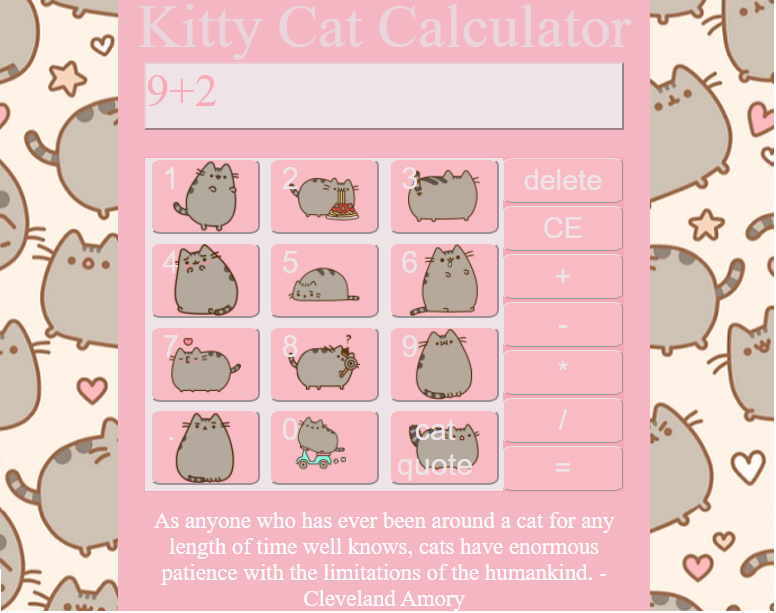 Kitty Cat Calculator
9+2
1 2 3 delete
CE
4 5 6 +
-
7 8 9 *
. 0 cat quote /
=
As anyone who has ever been around a cat for any
length of time well knows, cats have enormous
patience with the limitations of the humankind. -
Cleveland Amory